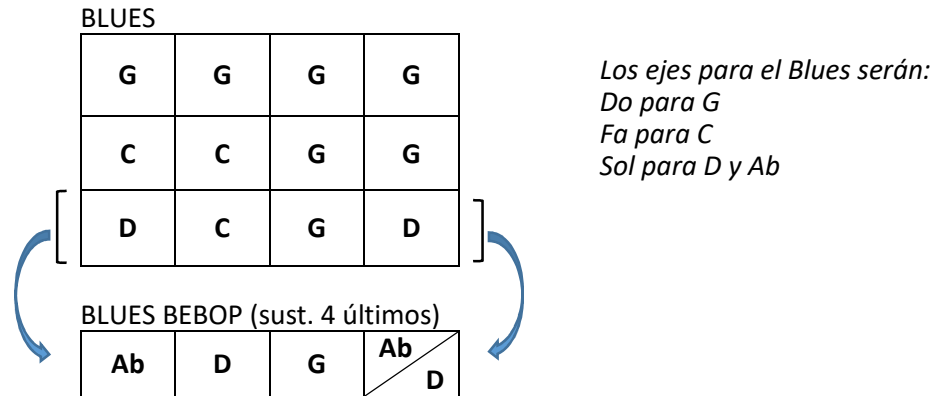 BLUES
G G G G
C C G G
D C G D
Los ejes para el Blues serán:
Do para G
Fa para C
Sol para D y Ab
BLUES BEBOP (sust. 4 últimos)
Ab D G Ab D